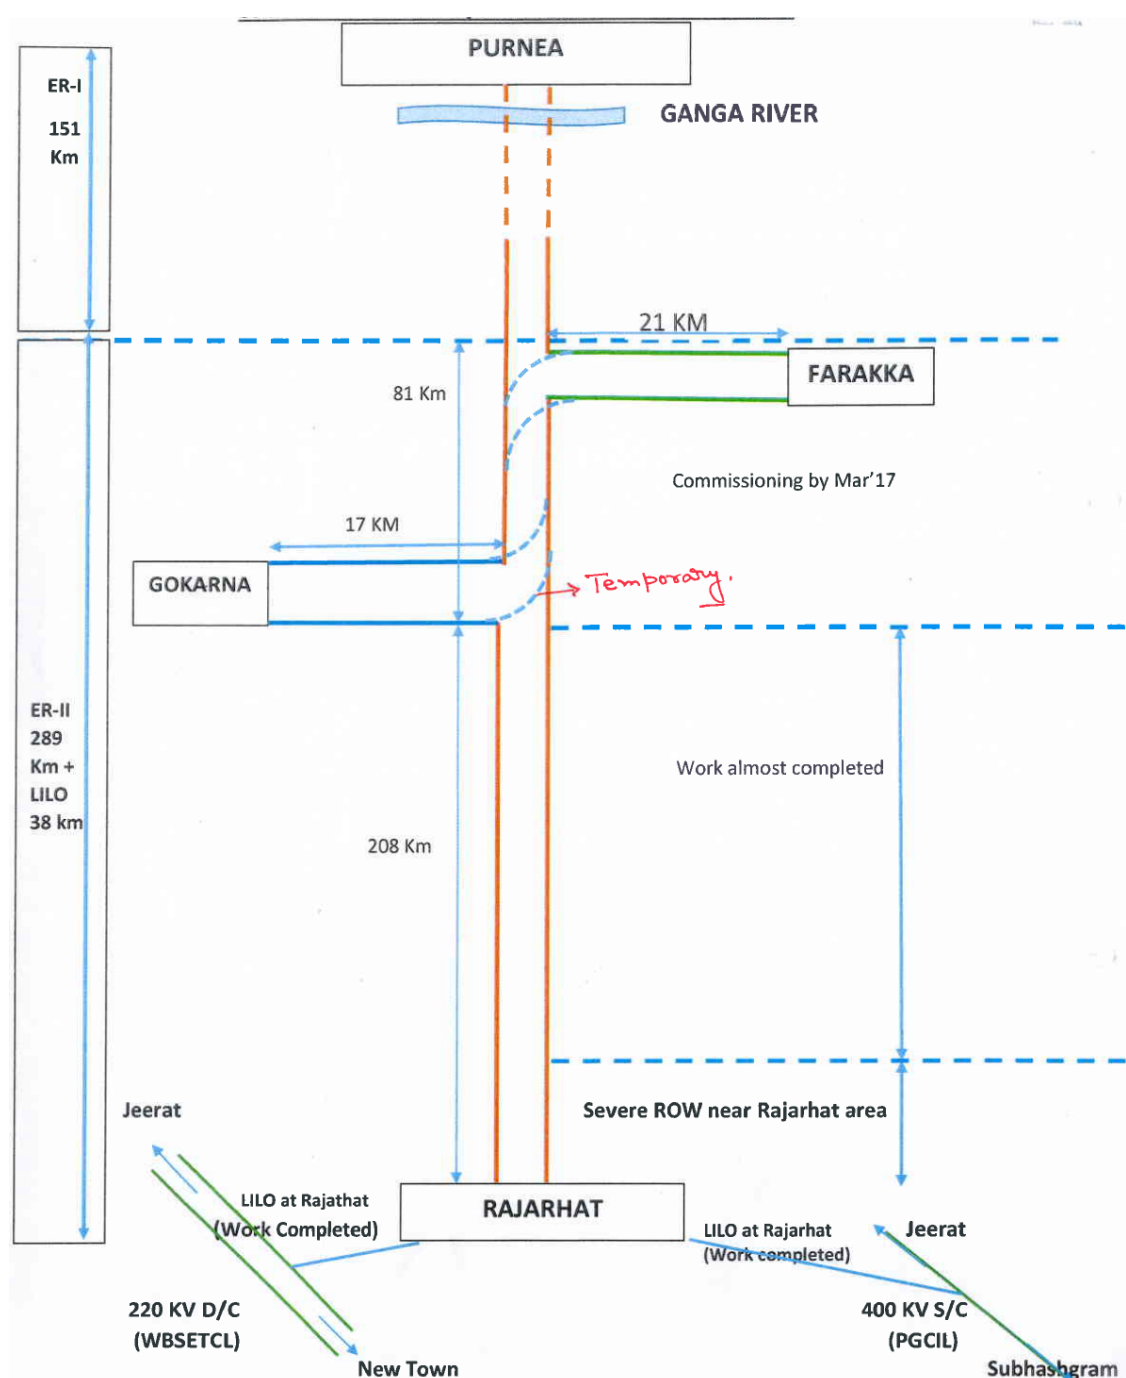 PURNEA
ER-I
151
Km
GANGA RIVER
21 KM
FARAKKA
81 Km
Commissioning by Mar'17
17 KM
GOKARNA
Temporary.
ER-II
289
Km +
LILO
38 km
Work almost completed
208 Km
Severe ROW near Rajarhat area
Jeerat
LILO at Rajathat
(Work Completed)
RAJARHAT
LILO at Rajarhat
(Work completed)
Jeerat
220 KV D/C
(WBSETCL)
400 KV S/C
(PGCIL)
New Town
Subhashgram